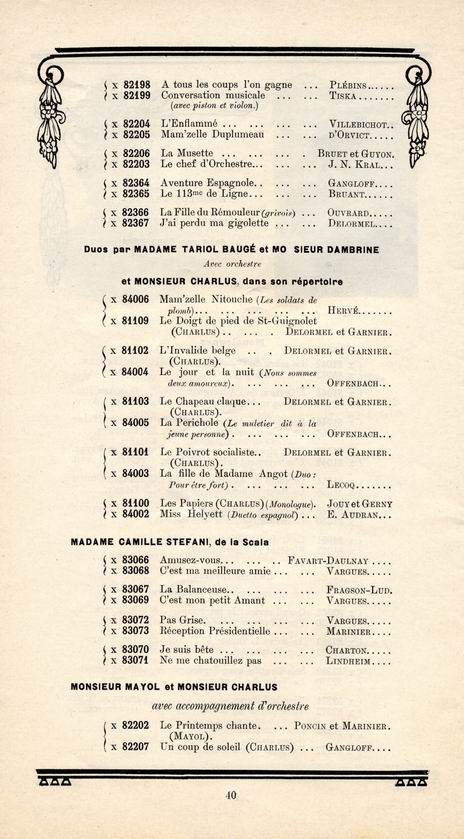 x 82198 A tous les coups l'on gagne ... PLÉBINS......
x 82199 Conversation musicale ... ... TISKA.......
(avec piston et violon.)
x 82204 L'Enflammé ... ... ... ... VILLEBICHOT..
x 82205 Mam'zelle Duplumeau ... D'ORVICT.....
x 82206 La Musette ... ... ... . BRUET et GUYON.
x 82203 Le chef d'Orchestre... ... ... J. N. KRAL...
x 82364 Aventure Espagnole.. ... ... GANGLOFF....
x 82365 Le 113me de Ligne... ... ... BRUANT......
x 82366 La Fille du Rémouleur (grivois) ... OUVRARD.....
x 82367 J'ai perdu ma gigolette ... ... DELORMEL....
Duos par MADAME TARIOL BAUGÉ et MO SIEUR DAMBRINE
Avec orchestre
et MONSIEUR CHARLUS, dans son répertoire
x 84006 Mam'zelle Nitouche (Les soldats de
plomb)... ... ... ... ... HERVÉ.......
x 81109 Le Doigt de pied de St-Guignolet
(CHARLUS) .. ... . DELORMEL et GARNIER.
x 81102 L'Invalide belge .. . DELORMEL et GARNIER.
(CHARLUS).
x 84004 Le jour et la nuit (Nous sommes
deux amoureux). ... ... ... OFFENBACH...
x 81103 Le Chapeau claque... DELORMEL et GARNIER.
(CHARLUS).
x 84005 La Perichole (Le muletier dit à la
jeune personne) . ... ... ... OFFENBACH...
x 81101 Le Poivrot socialiste.. DELORMEL et GARNIER.
(CHARLUS).
x 84003 La fille de Madame Angot (Duo :
Pour être fort) . ... ... ... LECOQ.......
x 81100 Les Papiers (CHARLUS) (Monologue). JOUY et GERNY
x 84002 Miss Helyett (Duetto espagnol) ... E. AUDRAN...
MADAME CAMILLE STEFANI, de la Scala
x 83066 Amusez-vous... ... .. FAVART-DAULNAY ....
x 83068 C'est ma meilleure amie ... ... VARGUES.....
x 83067 La Balanceuse.. ... ... ... FRAGSON-LUD.
x 83069 C'est mon petit Amant ... ... VARGUES.....
x 83072 Pas Grise. ... ... ... ... VARGUES.....
x 83073 Réception Présidentielle ... ... MARINIER....
x 83070 Je suis bête ... ... ... ... CHARTON.....
x 83071 Ne me chatouillez pas ... ... LINDHEIM....
MONSIEUR MAYOL et MONSIEUR CHARLUS
avec accompagnement d'orchestre
x 82202 Le Printemps chante. ... PONCIN et MARINIER.
(MAYOL).
x 82207 Un coup de soleil (CHARLUS) ... GANGLOFF....
40